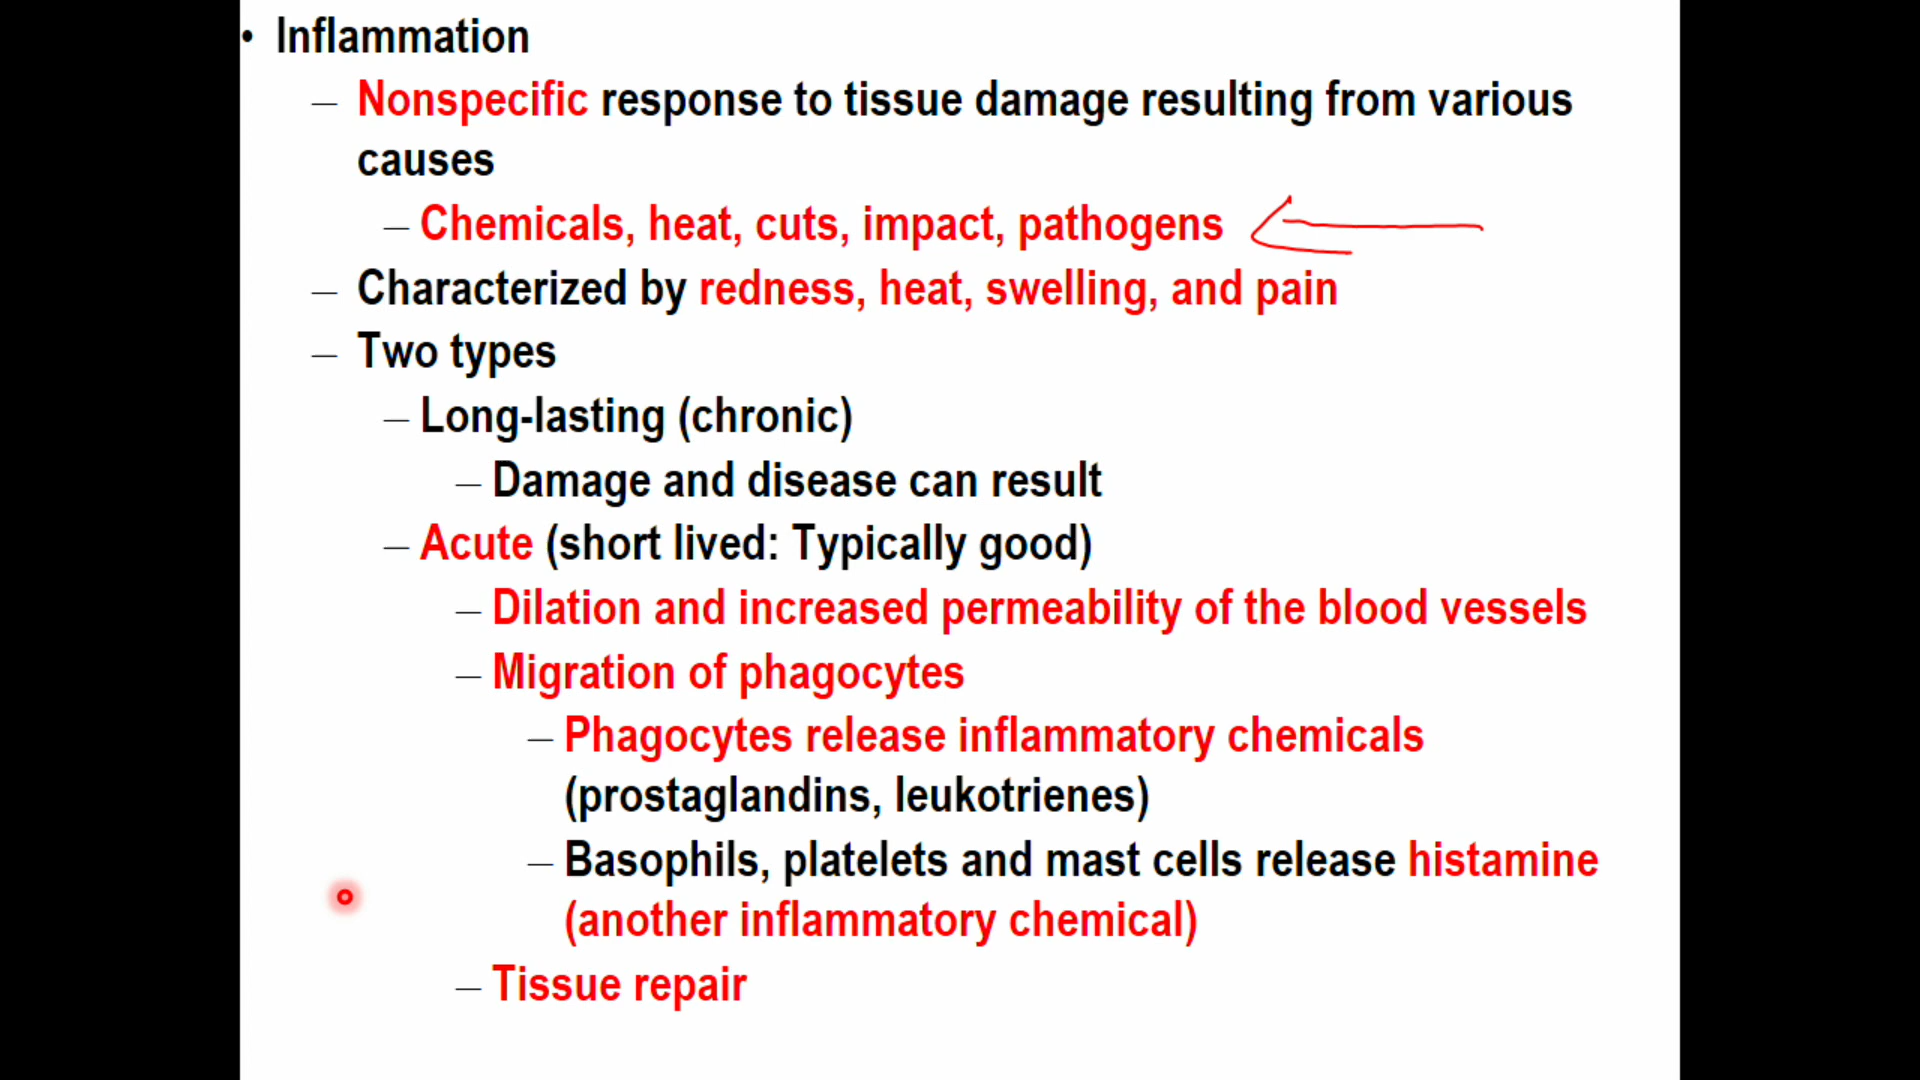 • Inflammation
– Nonspecific response to tissue damage resulting from various
causes
– Chemicals, heat, cuts, impact, pathogens
– Characterized by redness, heat, swelling, and pain
– Two types
– Long-lasting (chronic)
– Damage and disease can result
– Acute (short lived: Typically good)
– Dilation and increased permeability of the blood vessels
– Migration of phagocytes
– Phagocytes release inflammatory chemicals
(prostaglandins, leukotrienes)
– Basophils, platelets and mast cells release histamine
(another inflammatory chemical)
– Tissue repair